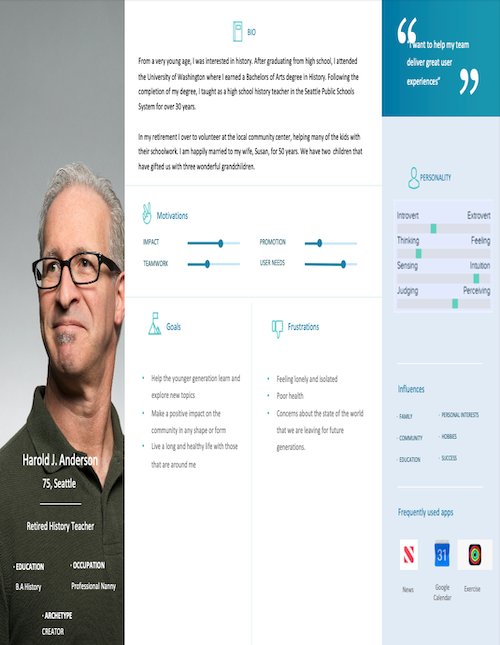 Harold J. Anderson
75, Seattle
Retired History Teacher
· EDUCATION
B.A History
· OCCUPATION
Professional Nanny
· ARCHETYPE
CREATOR
BIO
From a very young age, I was interested in history. After graduating from high school, I attended
the University of Washington where I earned a Bachelors of Arts degree in History. Following the
completion of my degree, I taught as a high school history teacher in the Seattle Public Schools
System for over 30 years.
In my retirement I over to volunteer at the local community center, helping many of the kids with
their schoolwork. I am happily married to my wife, Susan, for 50 years. We have two children that
have gifted us with three wonderful grandchildren.
Motivations
IMPACT
TEAMWORK
PROMOTION
USER NEEDS
Goals
• Help the younger generation learn and
explore new topics
• Make a positive impact on the
community in any shape or form
• Live a long and healthy life with those
that are around me
Frustrations
• Feeling lonely and isolated
• Poor health
• Concerns about the state of the world
that we are leaving for future
generations.
“
"I want to help my team
deliver great user
experiences"
”
PERSONALITY
Introvert Extrovert
Thinking Feeling
Sensing Intuition
Judging Perceiving
Influences
· FAMILY
· COMMUNITY
· EDUCATION
· PERSONAL INTERESTS
· HOBBIES
· SUCCESS
Frequently used apps
31
News
Google
Calendar
Exercise